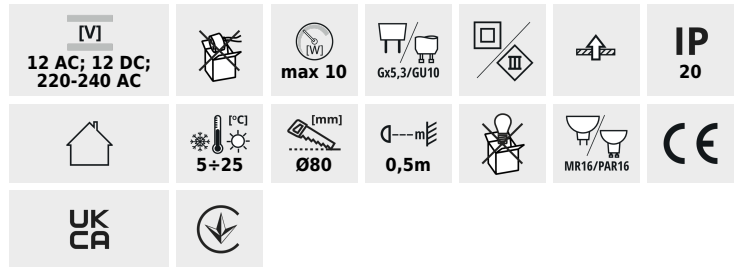 [V]
12 AC; 12 DC;
220-240 AC
[W]
max 10
Gx5,3/GU10
III
IP
20
[°C]
5÷25
[mm]
Ø80
m
0,5m
MR16/PAR16
CE
UK
CA